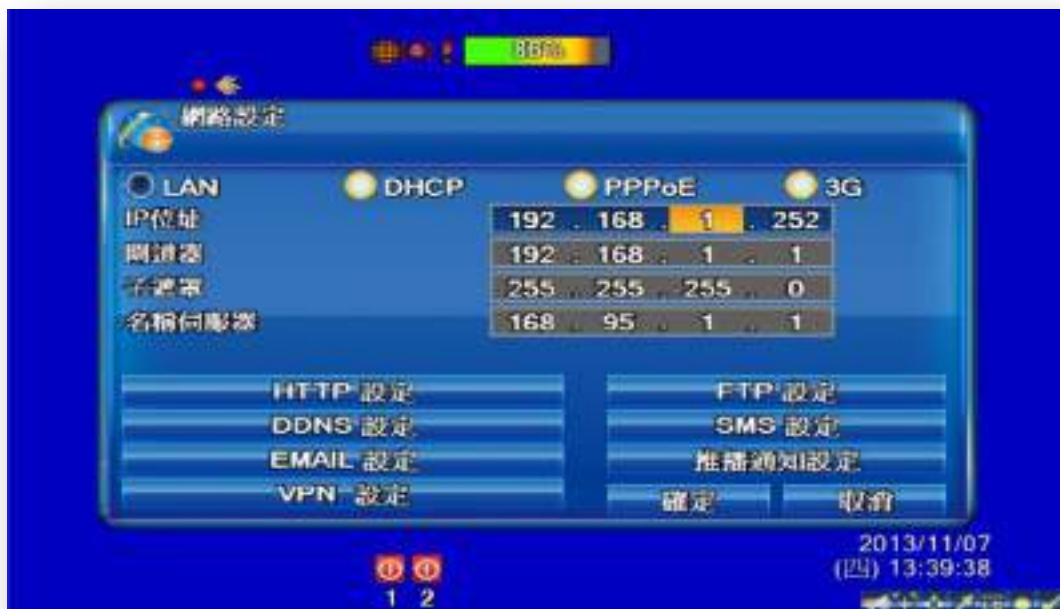 86%
網路設定
LAN DHCP PPPoE 3G
IP位址 192 . 168 . 1 . 252
閘道器 192 . 168 . 1 . 1
子遮罩 255 . 255 . 255 . 0
名稱伺服器 168 . 95 . 1 . 1
HTTP 設定 FTP 設定
DDNS 設定 SMS 設定
EMAIL 設定 推播通知設定
VPN 設定 確定 取消
2013/11/07
(四) 13:39:38
1 2